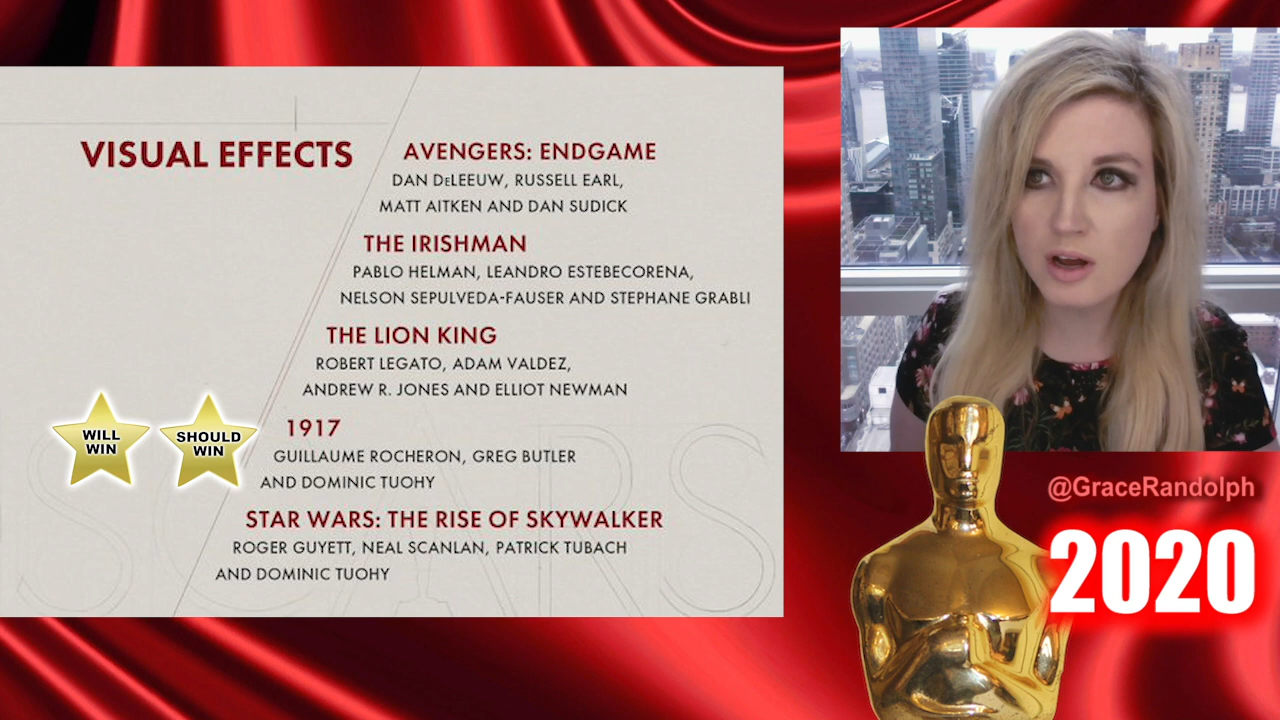 VISUAL EFFECTS
AVENGERS: ENDGAME
DAN DeLEEUW, RUSSELL EARL,
MATT AITKEN AND DAN SUDICK
THE IRISHMAN
PABLO HELMAN, LEANDRO ESTEBECORENA,
NELSON SEPULVEDA-FAUSER AND STEPHANE GRABLI
THE LION KING
ROBERT LEGATO, ADAM VALDEZ,
ANDREW R. JONES AND ELLIOT NEWMAN
WILL
WIN
SHOULD
WIN
1917
GUILLAUME ROCHERON, GREG BUTLER
AND DOMINIC TUOHY
STAR WARS: THE RISE OF SKYWALKER
ROGER GUYETT, NEAL SCANLAN, PATRICK TUBACH
AND DOMINIC TUOHY
SCARS
@GraceRandolph
2020